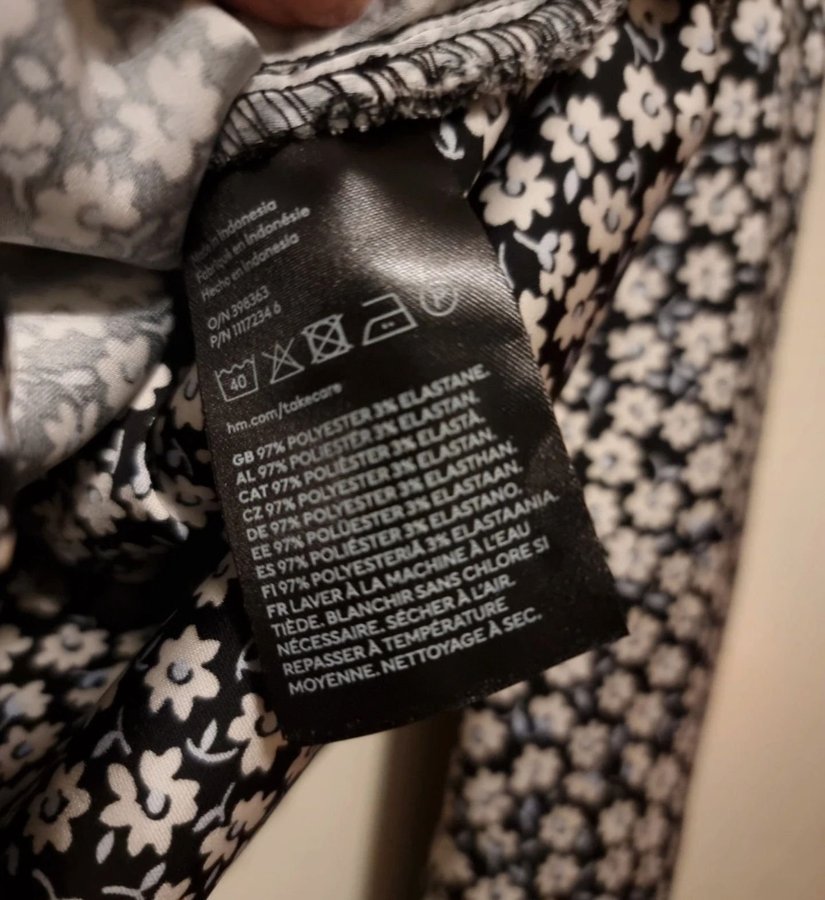 Made in Indonesia
Fabriqué en Indonésie
Hecho en Indonesia
O/N 398363
P/N 1117234 6
40 P
hm.com/takecare
GB 97% POLYESTER 3% ELASTANE.
AL 97% POLIESTËR 3% ELASTAN.
CAT 97% POLIÈSTER 3% ELASTÀ.
CZ 97% POLYESTER 3% ELASTAN.
DE 97% POLYESTER 3% ELASTHAN.
EE 97% POLÜESTER 3% ELASTAAN.
ES 97% POLIÉSTER 3% ELASTANO.
FI 97% POLYESTERIÄ 3% ELASTAANIA.
FR LAVER À LA MACHINE À L'EAU
TIÈDE. BLANCHIR SANS CHLORE SI
NÉCESSAIRE. SÉCHER À L'AIR.
REPASSER À TEMPÉRATURE
MOYENNE. NETTOYAGE À SEC.